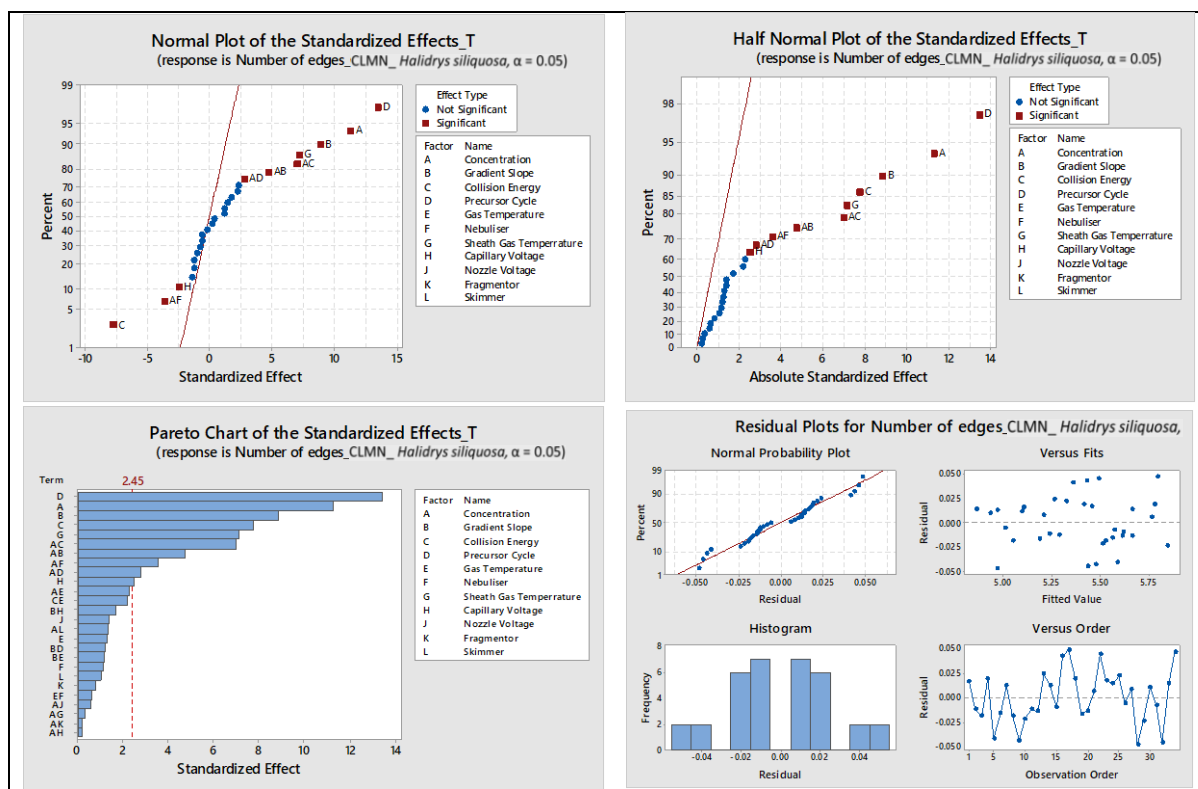 Normal Plot of the Standardized Effects_T
(response is Number of edges_CLMN_ Halidrys siliquosa, α = 0.05)
99
95
90
80
70
60
50
40
30
20
10
5
1
Percent
D
A
B
G
AC
AB
AD
H
AF
C
-10
-5
0
5
10
15
Standardized Effect
Effect Type
Not Significant
Significant
Factor Name
A Concentration
B Gradient Slope
C Collision Energy
D Precursor Cycle
E Gas Temperature
F Nebuliser
G Sheath Gas Temperrature
H Capillary Voltage
J Nozzle Voltage
K Fragmentor
L Skimmer
Half Normal Plot of the Standardized Effects_T
(response is Number of edges_CLMN_ Halidrys siliquosa, α = 0.05)
98
95
90
85
80
70
60
50
40
30
20
10
0
Percent
D
A
B
C
G
AC
AB
AF
AD
H
0
2
4
6
8
10
12
14
Absolute Standardized Effect
Effect Type
Not Significant
Significant
Factor Name
A Concentration
B Gradient Slope
C Collision Energy
D Precursor Cycle
E Gas Temperature
F Nebuliser
G Sheath Gas Temperrature
H Capillary Voltage
J Nozzle Voltage
K Fragmentor
L Skimmer
Pareto Chart of the Standardized Effects_T
(response is Number of edges_CLMN_ Halidrys siliquosa, α = 0.05)
Term
2.45
D
A
B
C
G
AC
AB
AF
AD
H
AE
CE
BH
J
AL
E
BD
BE
F
L
K
EF
AJ
AG
AK
AH
0
2
4
6
8
10
12
14
Standardized Effect
Factor Name
A Concentration
B Gradient Slope
C Collision Energy
D Precursor Cycle
E Gas Temperature
F Nebuliser
G Sheath Gas Temperature
H Capillary Voltage
J Nozzle Voltage
K Fragmentor
L Skimmer
Residual Plots for Number of edges_CLMN_ Halidrys siliquosa,
Normal Probability Plot
99
90
50
10
1
Percent
-0.050
-0.025
0.000
0.025
0.050
Residual
Versus Fits
0.050
0.025
0.000
-0.025
-0.050
Residual
5.00
5.25
5.50
5.75
Fitted Value
Histogram
8
6
4
2
0
Frequency
-0.04
-0.02
0.00
0.02
0.04
Residual
Versus Order
0.050
0.025
0.000
-0.025
-0.050
Residual
1
5
10
15
20
25
30
Observation Order